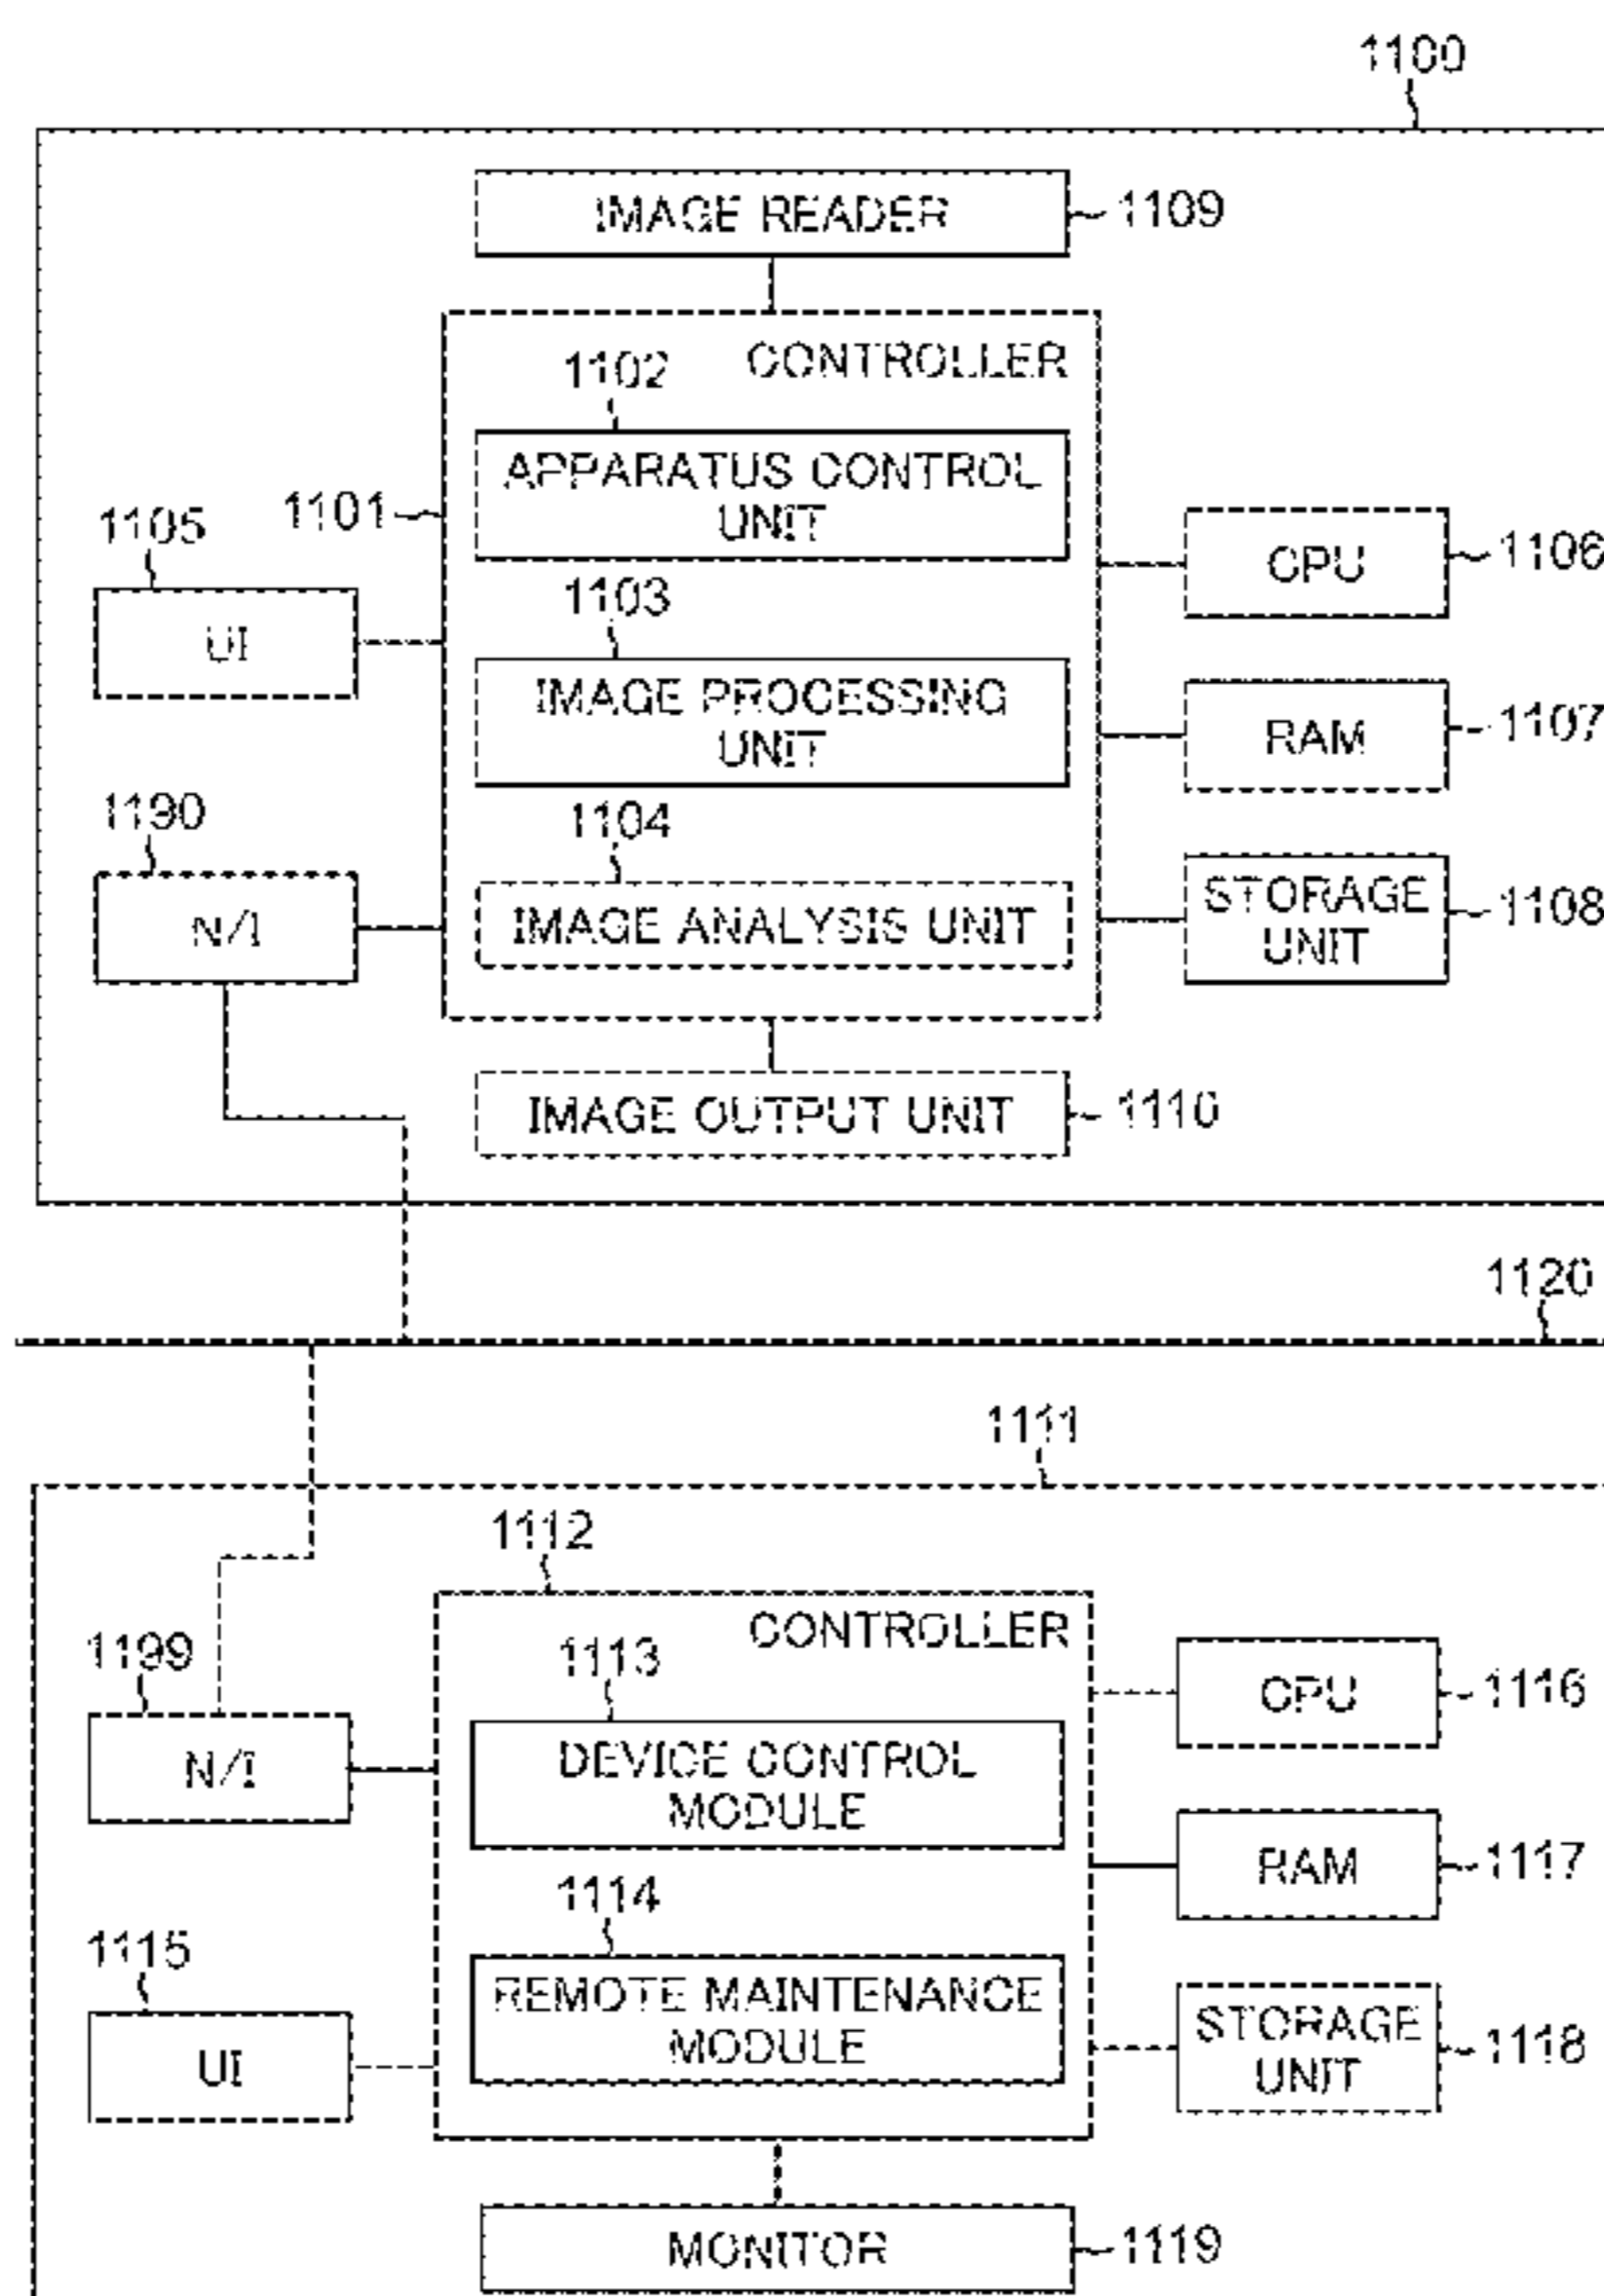 1100
IMAGE READER
1109
CONTROLLER
1102
APPARATUS CONTROL
UNIT
1101
1105
UI
CPU
1106
1103
IMAGE PROCESSING
UNIT
RAM
1107
1190
N/I
1104
IMAGE ANALYSIS UNIT
STORAGE
UNIT
1108
IMAGE OUTPUT UNIT
1110
1120
1111
1112
CONTROLLER
1199
N/I
1113
DEVICE CONTROL
MODULE
CPU
1116
RAM
1117
1114
REMOTE MAINTENANCE
MODULE
1115
UI
STORAGE
UNIT
1118
MONITOR
1119